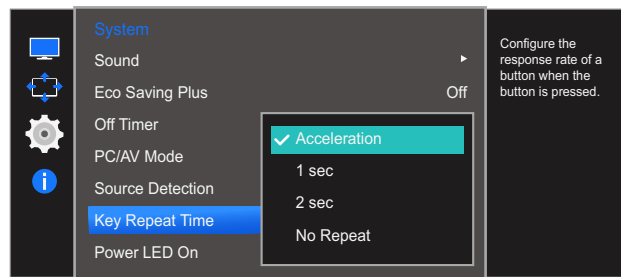 System
Sound
Eco Saving Plus Off
Off Timer
PC/AV Mode
Source Detection
Key Repeat Time
Power LED On
Acceleration
1 sec
2 sec
No Repeat
Configure the
response rate of a
button when the
button is pressed.